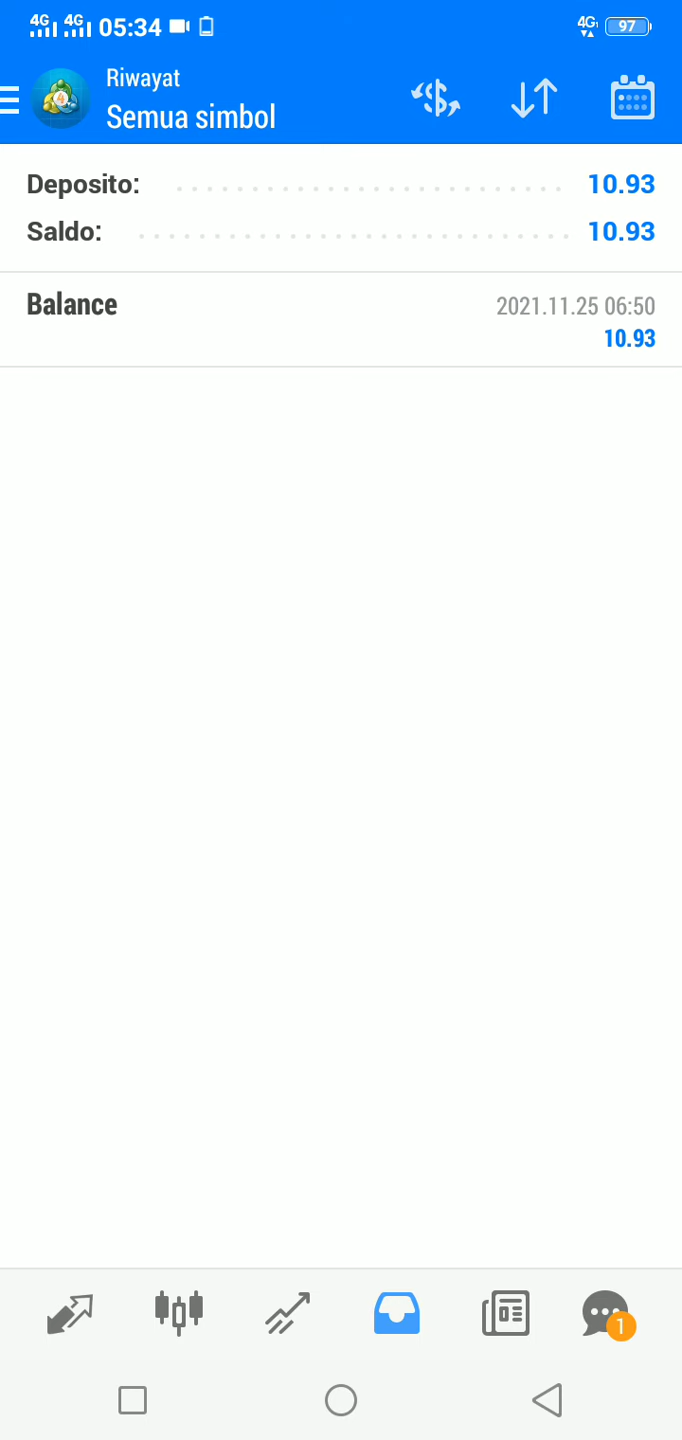 4G 4G 05:34 4G 97
Riwayat
Semua simbol
4
Deposito: 10.93
Saldo: 10.93
Balance 2021.11.25 06:50
10.93
1